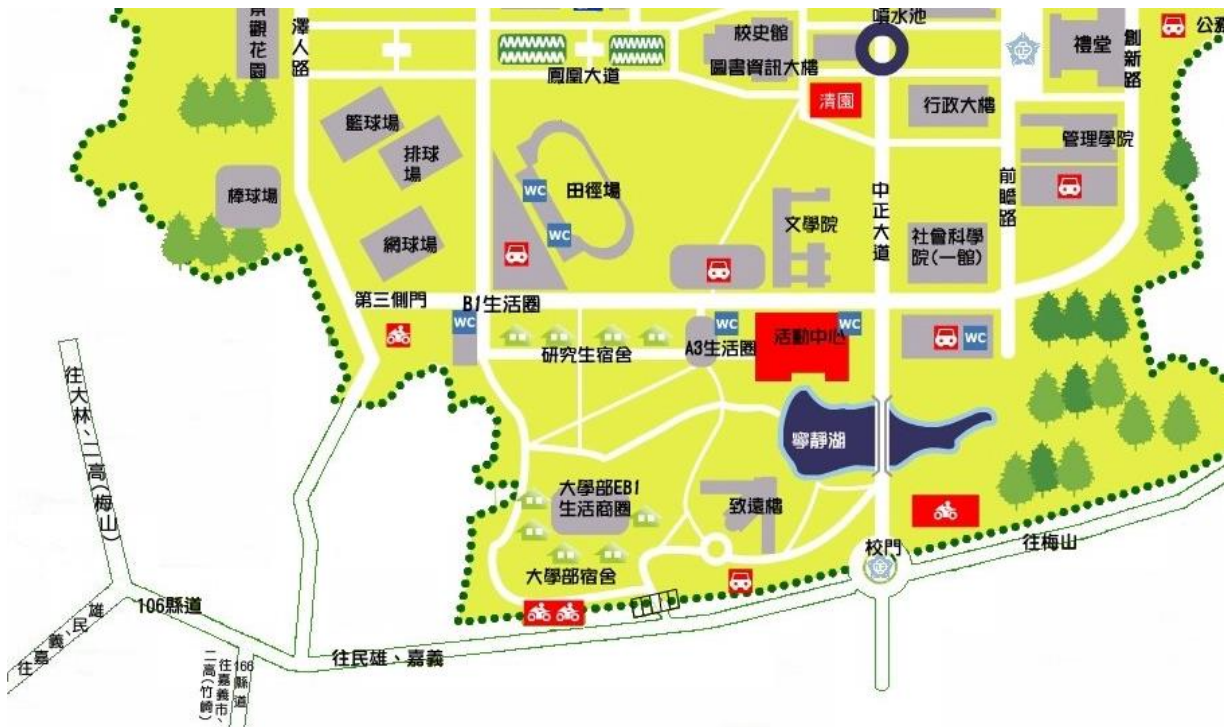 景觀花園
澤人路
鳳凰大道
校史館
圖書資訊大樓
噴水池
清園
行政大樓
禮堂
創新路
公務
管理學院
籃球場
排球場
棒球場
網球場
WC
田徑場
WC
文學院
中正大道
前瞻路
社會科學
院(一館)
第三側門
B1生活圈
WC
研究生宿舍
A3生活圈
WC
活動中心
WC
WC
寧靜湖
大學部EB1
生活商圈
致遠樓
大學部宿舍
校門
往梅山
往大林、二高(梅山)
106縣道
往嘉義、民雄
往民雄、嘉義
166縣道
往嘉義市、
二高(竹崎)